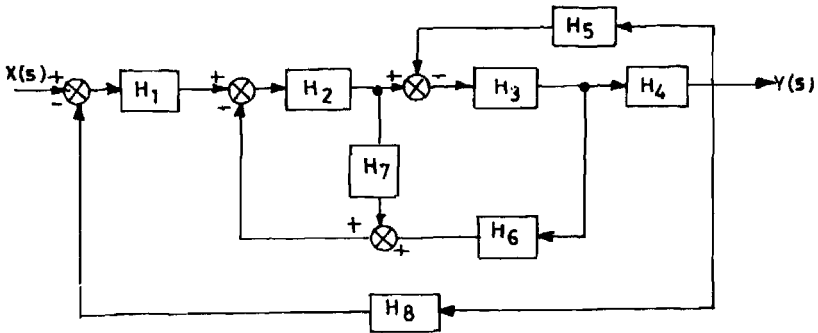 H5
X(s) + - H1 + - H2 + - H3 H4 Y(s)
H7
+ + H6
H8